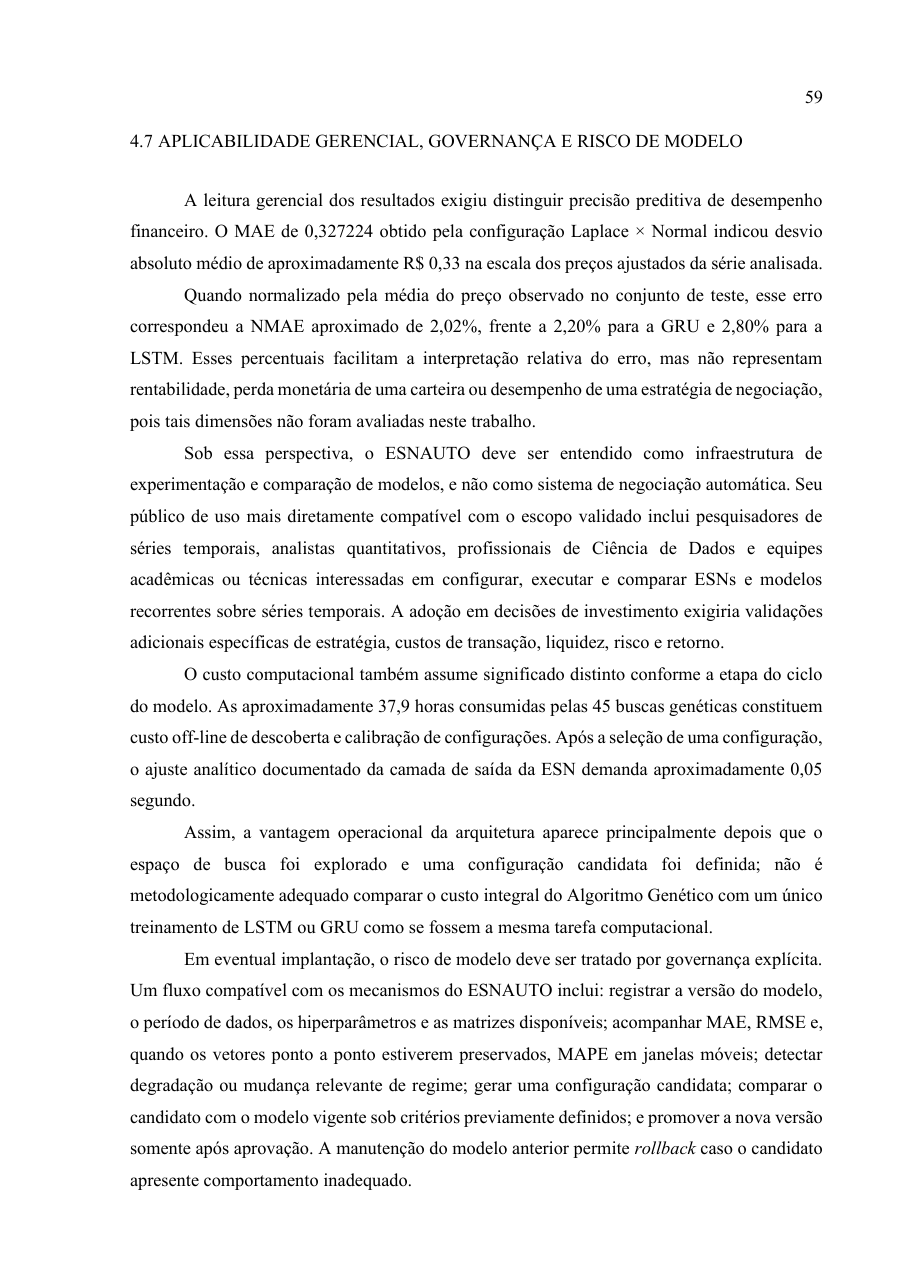 59
4.7 APLICABILIDADE GERENCIAL, GOVERNANÇA E RISCO DE MODELO
A leitura gerencial dos resultados exigiu distinguir precisão preditiva de desempenho
financeiro. O MAE de 0,327224 obtido pela configuração Laplace × Normal indicou desvio
absoluto médio de aproximadamente R$ 0,33 na escala dos preços ajustados da série analisada.
Quando normalizado pela média do preço observado no conjunto de teste, esse erro
correspondeu a NMAE aproximado de 2,02%, frente a 2,20% para a GRU e 2,80% para a
LSTM. Esses percentuais facilitam a interpretação relativa do erro, mas não representam
rentabilidade, perda monetária de uma carteira ou desempenho de uma estratégia de negociação,
pois tais dimensões não foram avaliadas neste trabalho.
Sob essa perspectiva, o ESNAUTO deve ser entendido como infraestrutura de
experimentação e comparação de modelos, e não como sistema de negociação automática. Seu
público de uso mais diretamente compatível com o escopo validado inclui pesquisadores de
séries temporais, analistas quantitativos, profissionais de Ciência de Dados e equipes
acadêmicas ou técnicas interessadas em configurar, executar e comparar ESNs e modelos
recorrentes sobre séries temporais. A adoção em decisões de investimento exigiria validações
adicionais específicas de estratégia, custos de transação, liquidez, risco e retorno.
O custo computacional também assume significado distinto conforme a etapa do ciclo
do modelo. As aproximadamente 37,9 horas consumidas pelas 45 buscas genéticas constituem
custo off-line de descoberta e calibração de configurações. Após a seleção de uma configuração,
o ajuste analítico documentado da camada de saída da ESN demanda aproximadamente 0,05
segundo.
Assim, a vantagem operacional da arquitetura aparece principalmente depois que o
espaço de busca foi explorado e uma configuração candidata foi definida; não é
metodologicamente adequado comparar o custo integral do Algoritmo Genético com um único
treinamento de LSTM ou GRU como se fossem a mesma tarefa computacional.
Em eventual implantação, o risco de modelo deve ser tratado por governança explícita.
Um fluxo compatível com os mecanismos do ESNAUTO inclui: registrar a versão do modelo,
o período de dados, os hiperparâmetros e as matrizes disponíveis; acompanhar MAE, RMSE e,
quando os vetores ponto a ponto estiverem preservados, MAPE em janelas móveis; detectar
degradação ou mudança relevante de regime; gerar uma configuração candidata; comparar o
candidato com o modelo vigente sob critérios previamente definidos; e promover a nova versão
somente após aprovação. A manutenção do modelo anterior permite rollback caso o candidato
apresente comportamento inadequado.